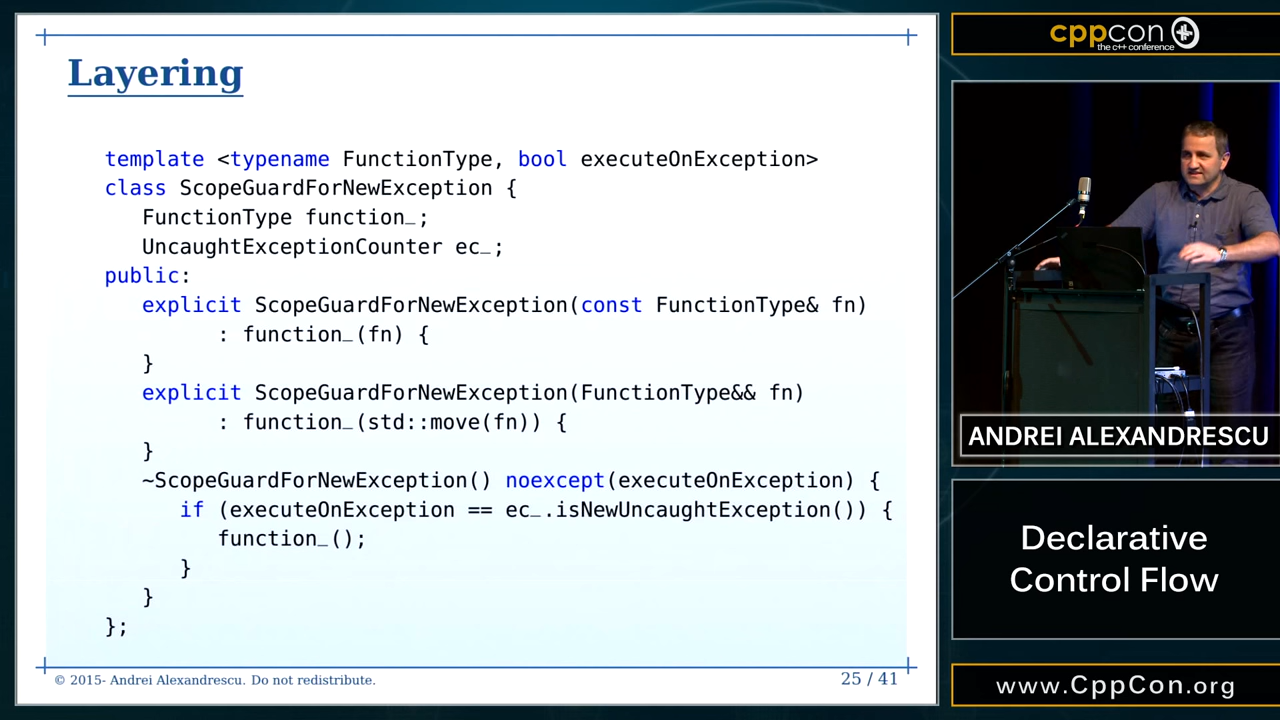 Layering
template <typename FunctionType, bool executeOnException>
class ScopeGuardForNewException {
FunctionType function_;
UncaughtExceptionCounter ec_;
public:
explicit ScopeGuardForNewException(const FunctionType& fn)
: function_(fn) {
}
explicit ScopeGuardForNewException(FunctionType&& fn)
: function_(std::move(fn)) {
}
~ScopeGuardForNewException() noexcept(executeOnException) {
if (executeOnException == ec_.isNewUncaughtException()) {
function_();
}
}
};
© 2015- Andrei Alexandrescu. Do not redistribute.
25 / 41
cppcon
the c++ conference
ANDREI ALEXANDRESCU
Declarative
Control Flow
www.CppCon.org